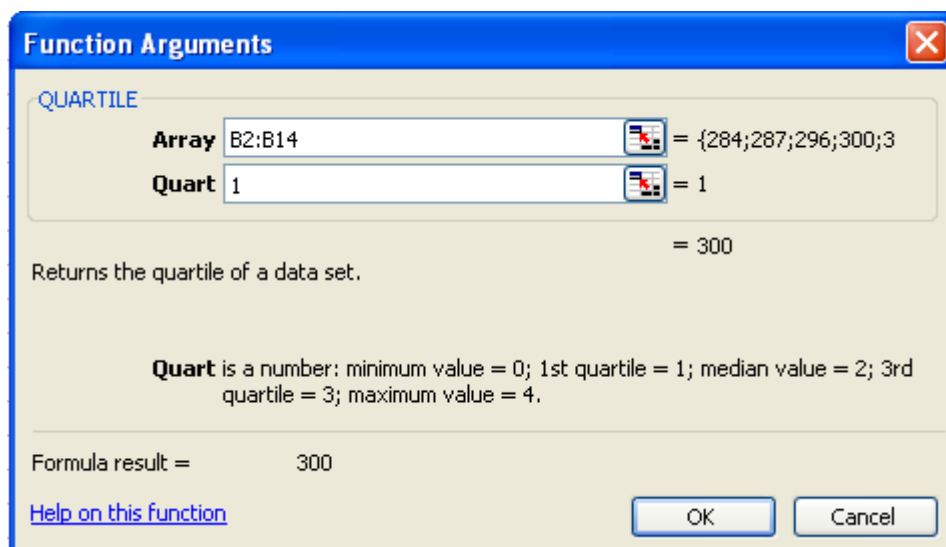 Function Arguments
QUARTILE
Array B2:B14 = {284;287;296;300;3
Quart 1 = 1
= 300
Returns the quartile of a data set.
Quart is a number: minimum value = 0; 1st quartile = 1; median value = 2; 3rd
quartile = 3; maximum value = 4.
Formula result = 300
Help on this function OK Cancel